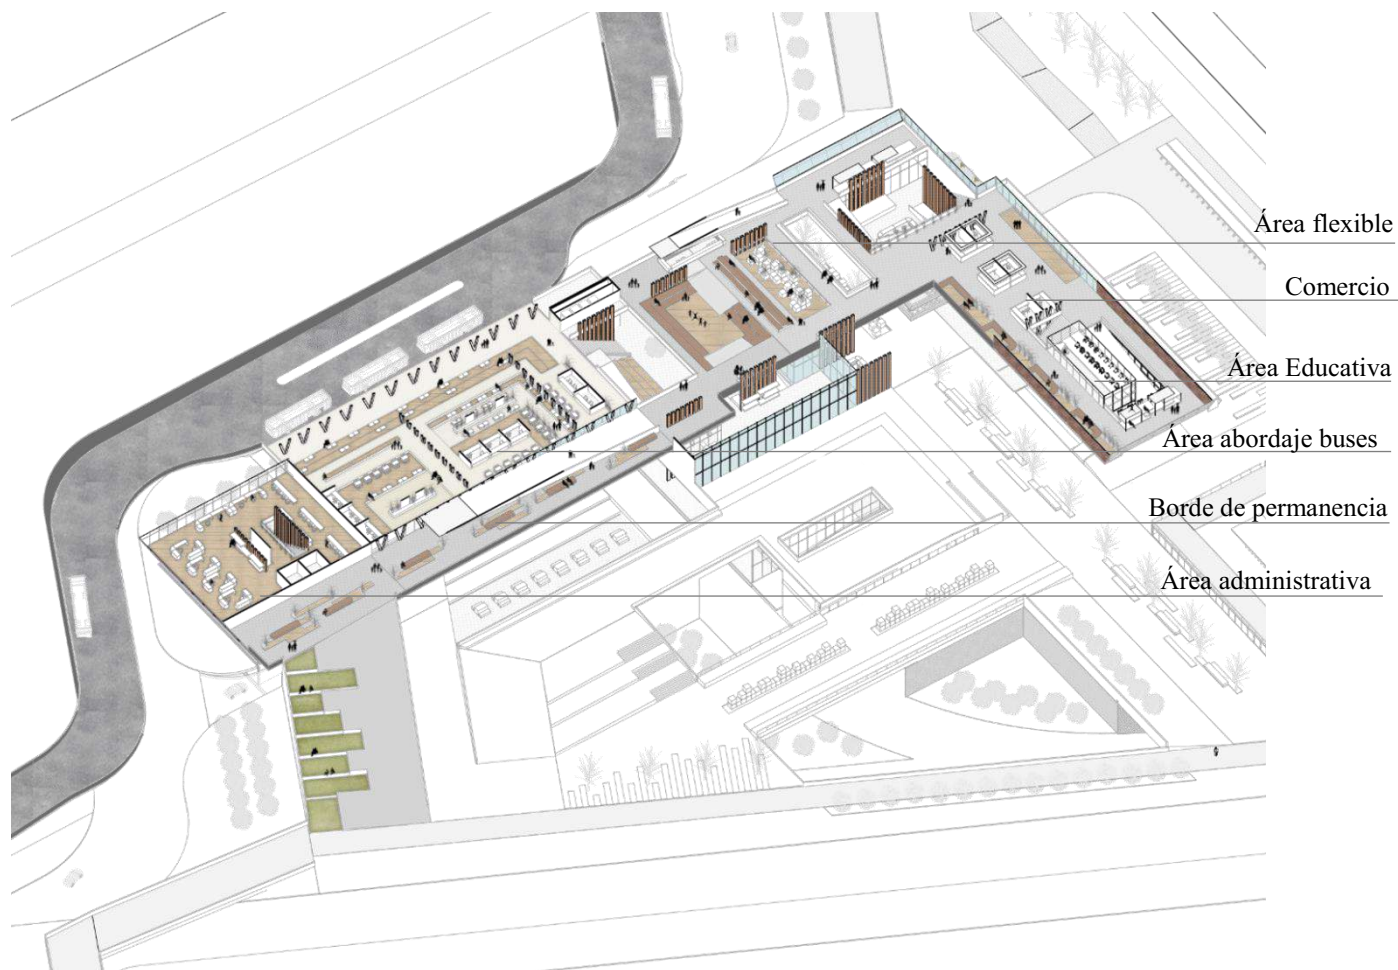 Área flexible
Comercio
Área Educativa
Área abordaje buses
Borde de permanencia
Área administrativa